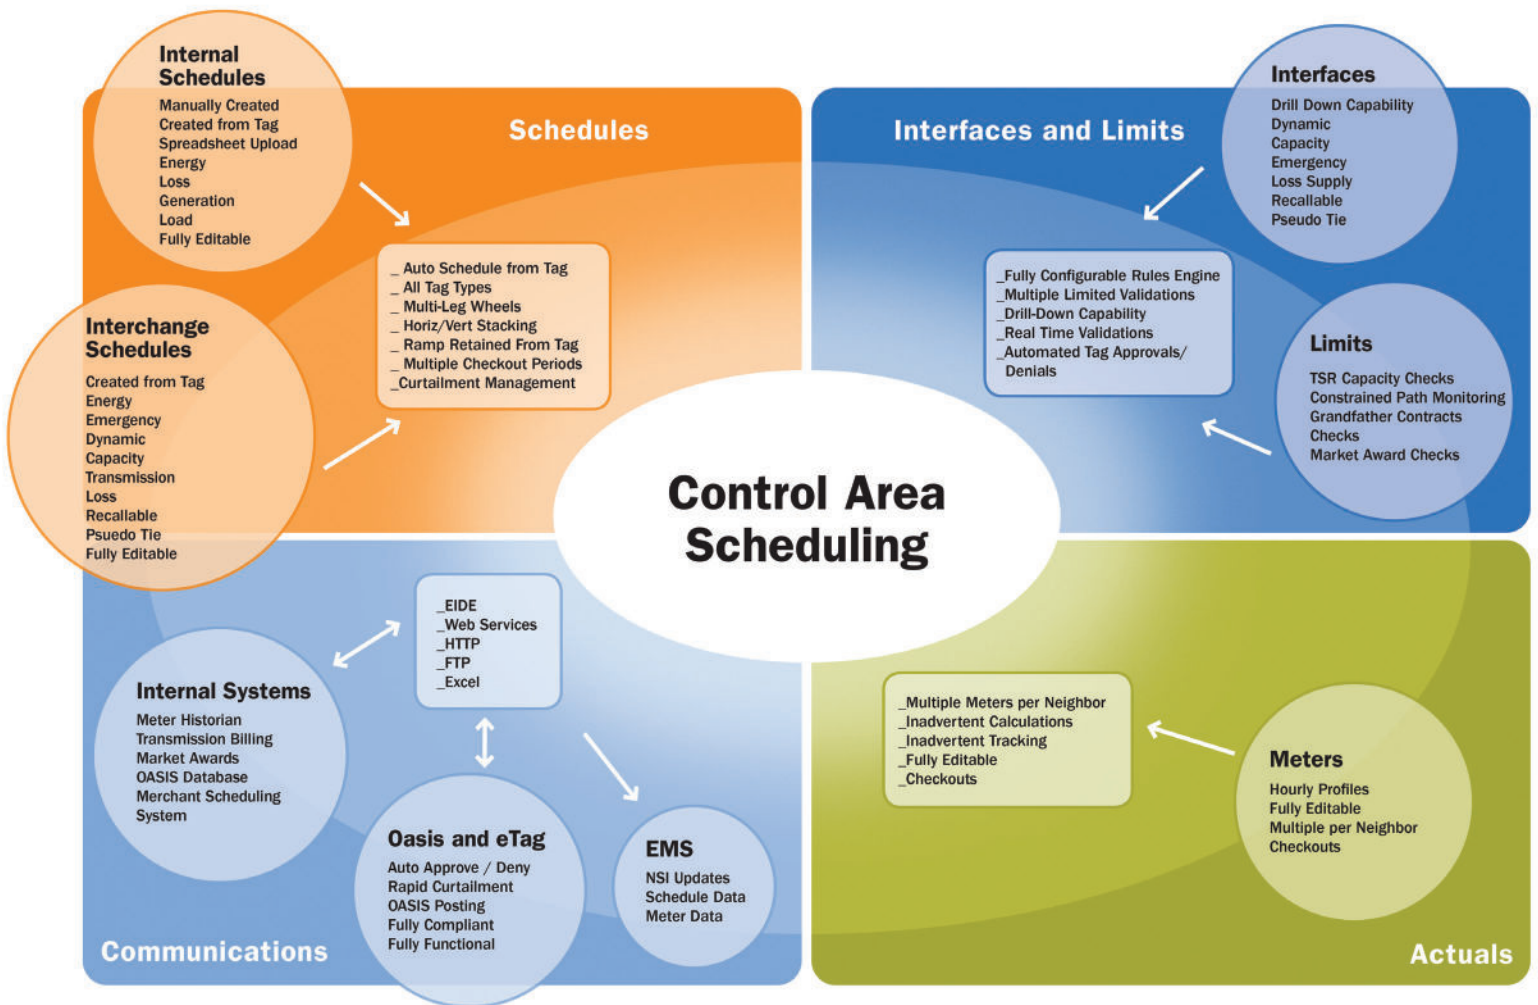 Internal
Schedules
Manually Created
Created from Tag
Spreadsheet Upload
Energy
Loss
Generation
Load
Fully Editable
Schedules
_ Auto Schedule from Tag
_ All Tag Types
_ Multi-Leg Wheels
_ Horiz/Vert Stacking
_ Ramp Retained From Tag
_ Multiple Checkout Periods
_Curtailment Management
Interchange
Schedules
Created from Tag
Energy
Emergency
Dynamic
Capacity
Transmission
Loss
Recallable
Psuedo Tie
Fully Editable
Interfaces and Limits
Interfaces
Drill Down Capability
Dynamic
Capacity
Emergency
Loss Supply
Recallable
Pseudo Tie
_Fully Configurable Rules Engine
_Multiple Limited Validations
_Drill-Down Capability
_Real Time Validations
_Automated Tag Approvals/
Denials
Limits
TSR Capacity Checks
Constrained Path Monitoring
Grandfather Contracts
Checks
Market Award Checks
Control Area
Scheduling
_EIDE
_Web Services
_HTTP
_FTP
_Excel
Internal Systems
Meter Historian
Transmission Billing
Market Awards
OASIS Database
Merchant Scheduling
System
Oasis and eTag
Auto Approve / Deny
Rapid Curtailment
OASIS Posting
Fully Compliant
Fully Functional
EMS
NSI Updates
Schedule Data
Meter Data
Communications
_Multiple Meters per Neighbor
_Inadvertent Calculations
_Inadvertent Tracking
_Fully Editable
_Checkouts
Meters
Hourly Profiles
Fully Editable
Multiple per Neighbor
Checkouts
Actuals